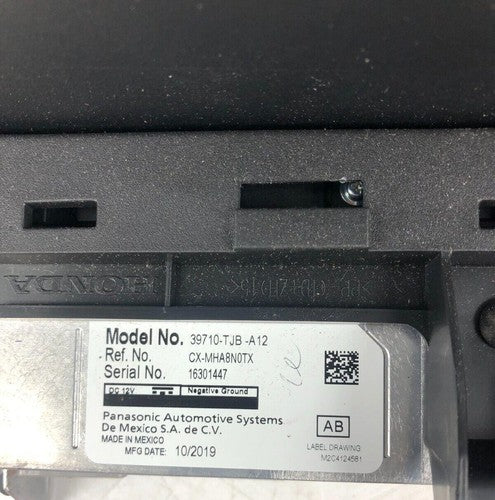 HONDA
Model No. 39710-TJB -A12
Ref. No. CX-MHA8N0TX
Serial No. 16301447
DC 12V Negative Ground
Panasonic Automotive Systems
De Mexico S.A. de C.V.
MADE IN MEXICO
MFG DATE: 10/2019
AB
LABEL DRAWING
M2C4124581